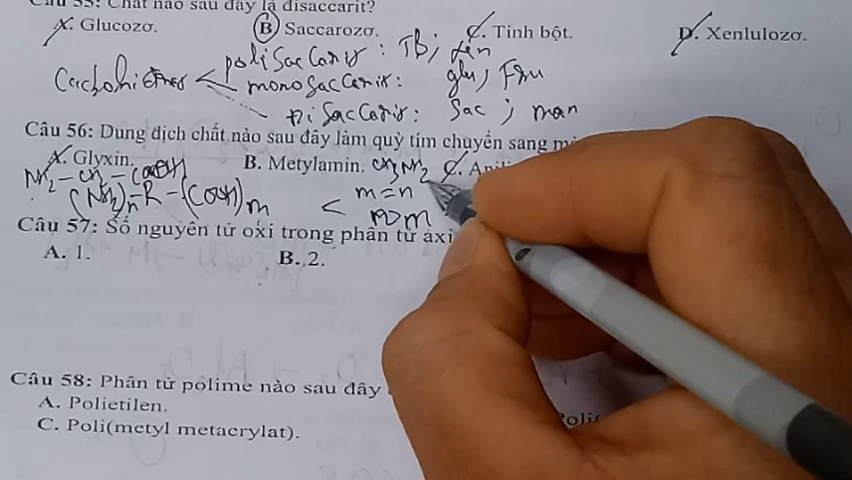 Câu 55: Chất nào sau đây là disaccarit?
A. Glucozơ. B. Saccarozơ. C. Tinh bột. D. Xenlulozơ.
poliSaccarit : TB; xen
Cacbohiđrat < monosaccarit: glu; Fru
DiSaccarit: Sac ; man
Câu 56: Dung dịch chất nào sau đây làm quỳ tím chuyển sang
A. Glyxin. B. Metylamin. CH3NH2 C.
NH2-CH2-COOH
(NH2)n R-(COOH)m < m=n
n>m
Câu 57: Số nguyên tử oxi trong phân tử axi
A. 1. B. 2.
Câu 58: Phân tử polime nào sau đây
A. Polietilen.
C. Poli(metyl metacrylat).